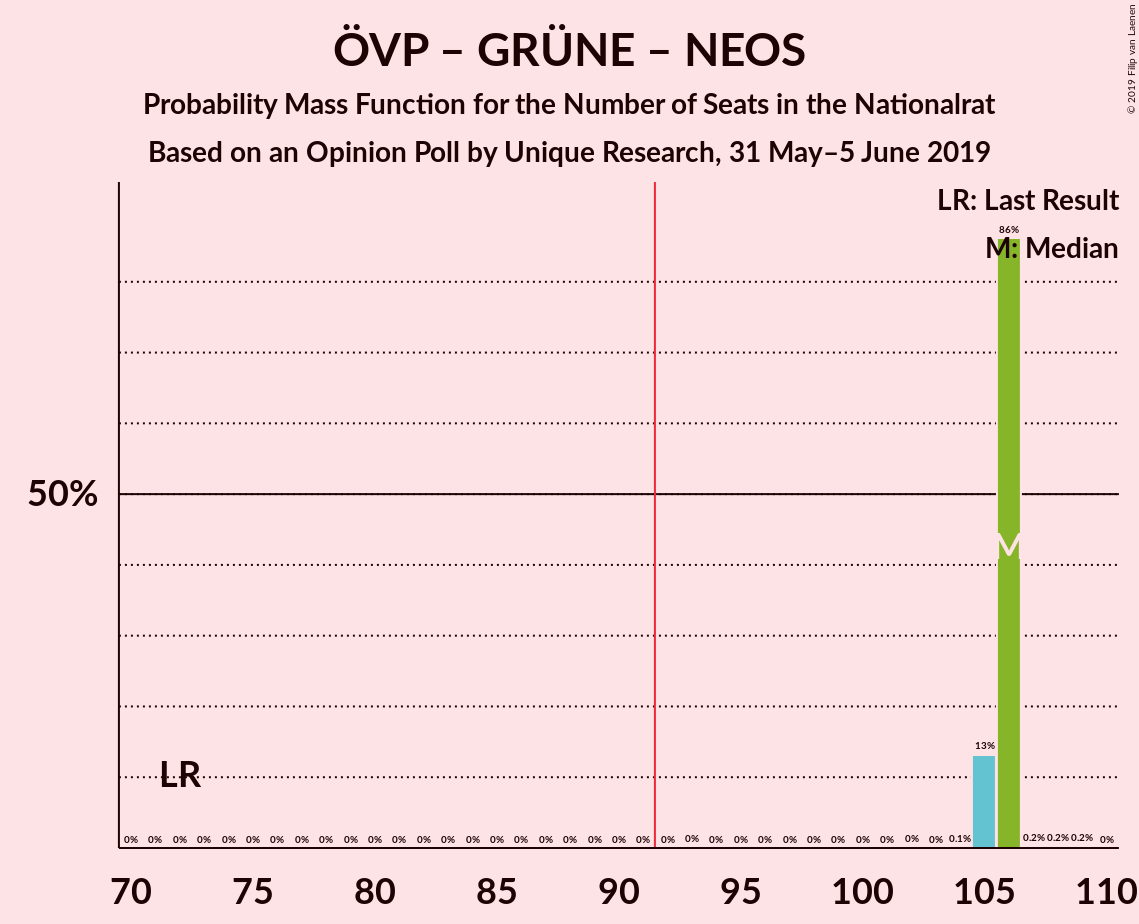 ÖVP – GRÜNE – NEOS
Probability Mass Function for the Number of Seats in the Nationalrat
Based on an Opinion Poll by Unique Research, 31 May–5 June 2019
© 2019 Filip van Laenen
LR: Last Result
M: Median
86%
50%
M
13%
LR
0% 0% 0% 0% 0% 0% 0% 0% 0% 0% 0% 0% 0% 0% 0% 0% 0% 0% 0% 0% 0% 0% 0% 0% 0% 0% 0% 0% 0% 0% 0% 0% 0% 0% 0.1% 0.2% 0.2% 0.2% 0%
70 75 80 85 90 95 100 105 110